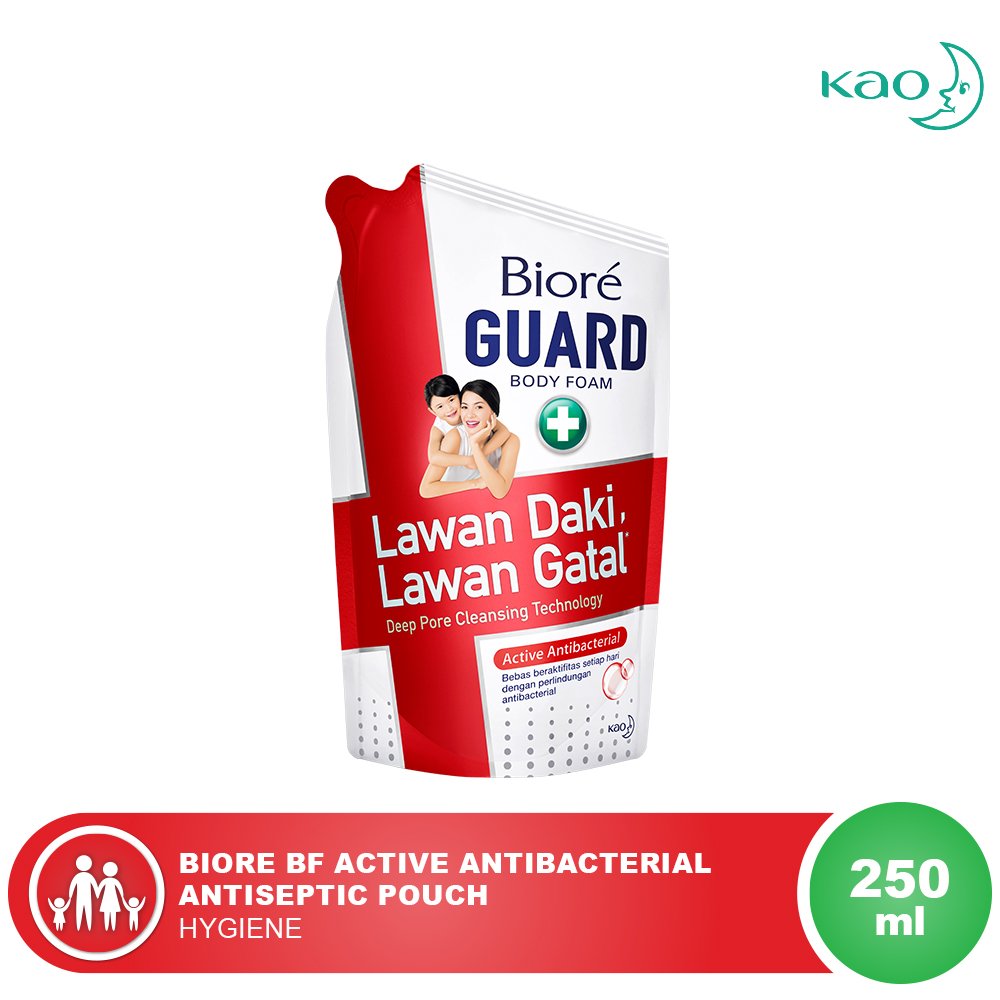 Kao
Bioré
GUARD
BODY FOAM
Lawan Daki,
Lawan Gatal*
Deep Pore Cleansing Technology
Active Antibacterial
Bebas beraktifitas setiap hari
dengan perlindungan
antibacterial
Kao
BIORE BF ACTIVE ANTIBACTERIAL
ANTISEPTIC POUCH
HYGIENE
250
ml